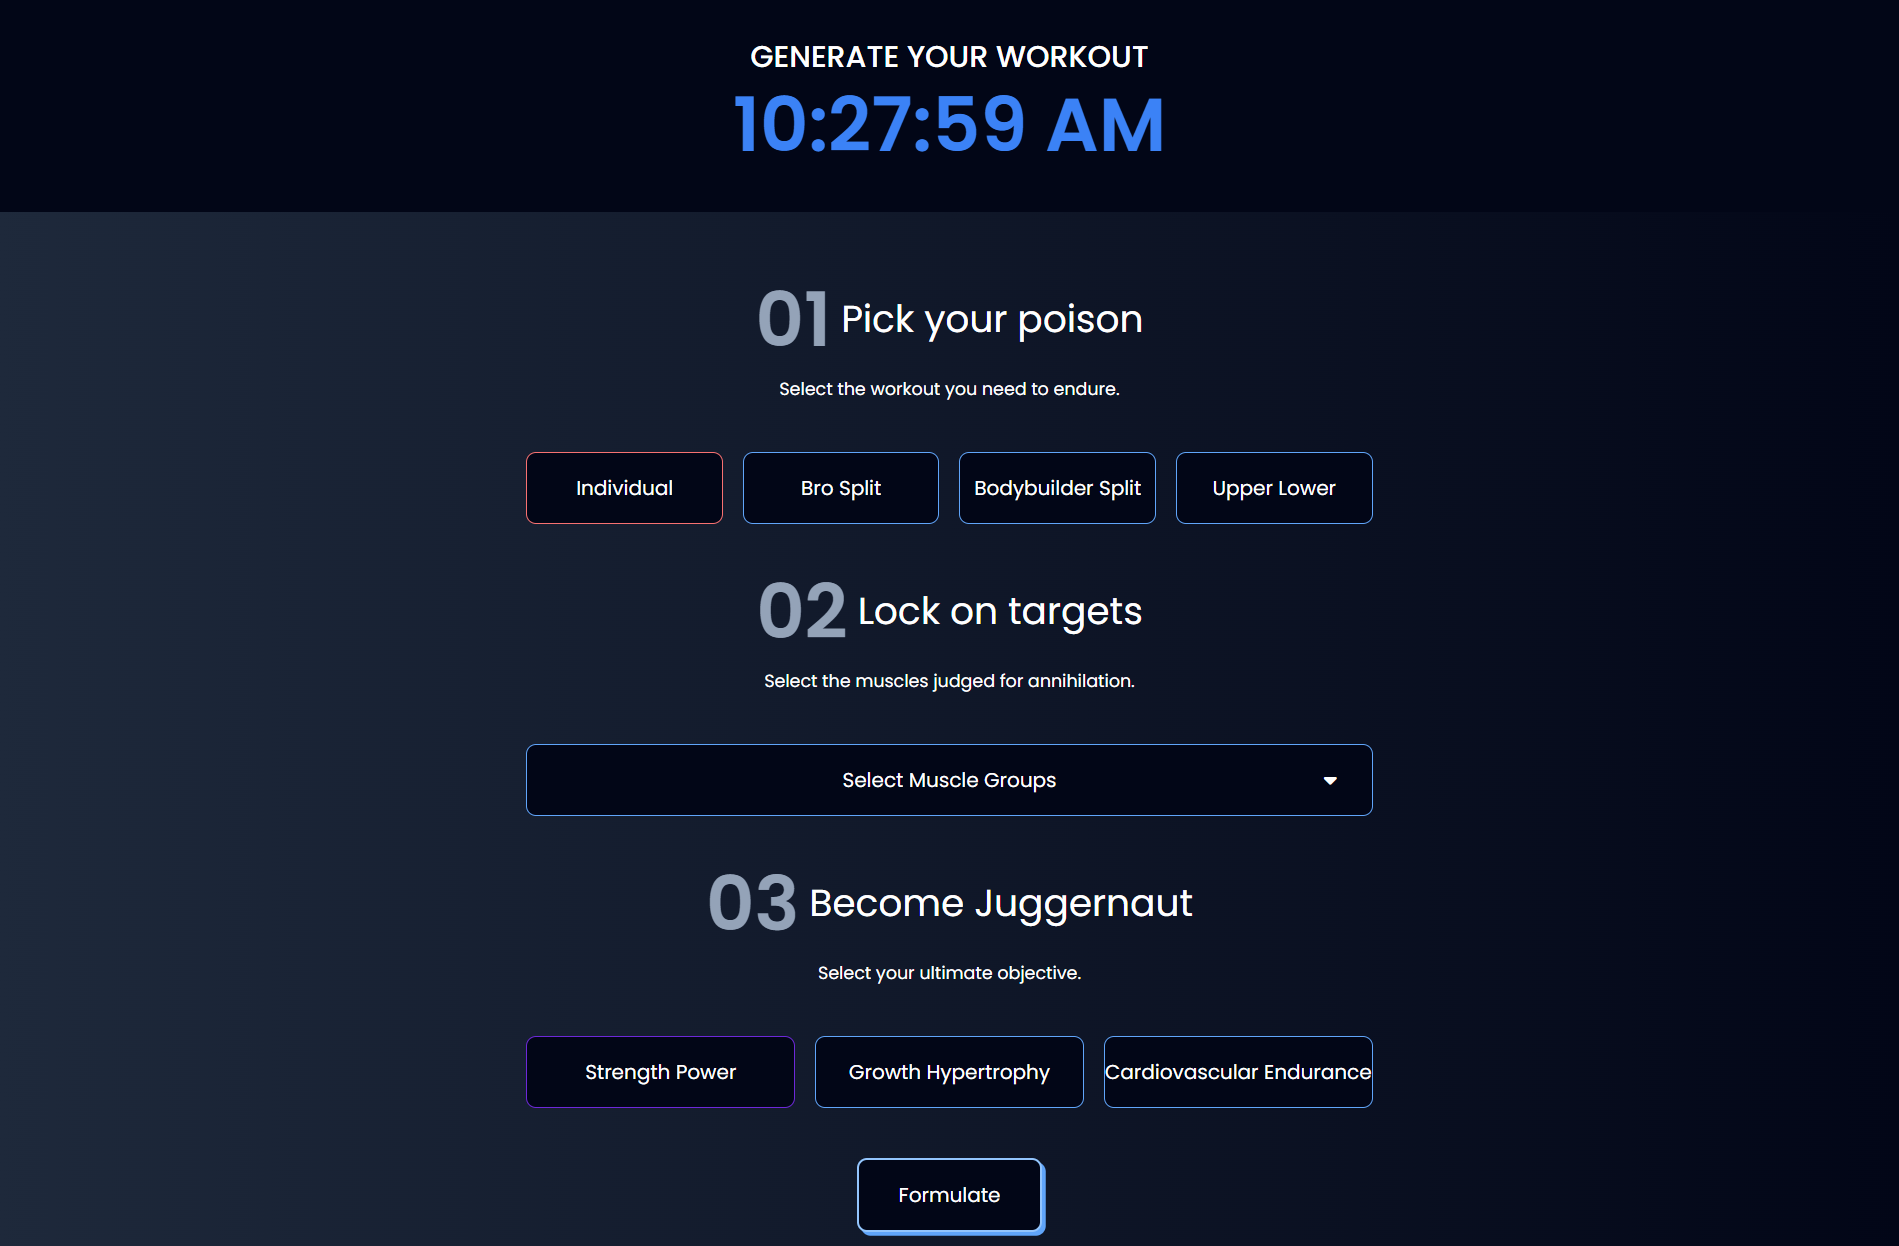 GENERATE YOUR WORKOUT
10:27:59 AM
01 Pick your poison
Select the workout you need to endure.
Individual
Bro Split
Bodybuilder Split
Upper Lower
02 Lock on targets
Select the muscles judged for annihilation.
Select Muscle Groups
03 Become Juggernaut
Select your ultimate objective.
Strength Power
Growth Hypertrophy
Cardiovascular Endurance
Formulate